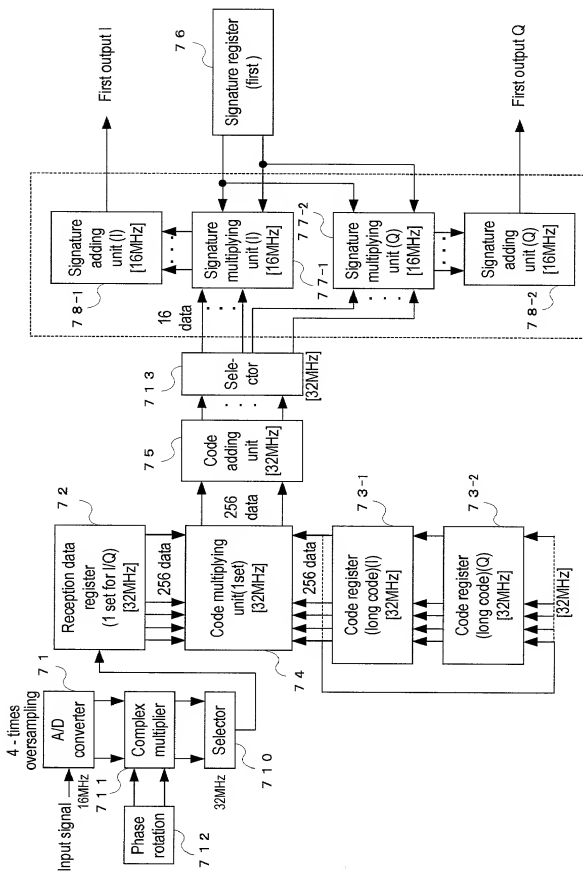 4 - times
oversampling
Input signal
16MHz
A/D
converter
7 1
Complex
multiplier
7 1 1
Phase
rotation
7 1 2
Selector
7 1 0
32MHz
Reception data
register
(1 set for I/Q)
[32MHz]
7 2
256 data
Code multiplying
unit(1set)
[32MHz]
7 4
256 data
Code register
(long code)(I)
[32MHz]
7 3-1
Code register
(long code)(Q)
[32MHz]
7 3-2
[32MHz]
256
data
Code
adding
unit
[32MHz]
7 5
Sele-
ctor
[32MHz]
7 1 3
16
data
Signature
adding
unit (I)
[16MHz]
7 8-1
First output I
Signature
multiplying
unit (I)
[16MHz]
7 7-1
Signature
multiplying
unit (Q)
[16MHz]
7 7-2
Signature
adding
unit (Q)
[16MHz]
7 8-2
First output Q
Signature register
(first )
7 6